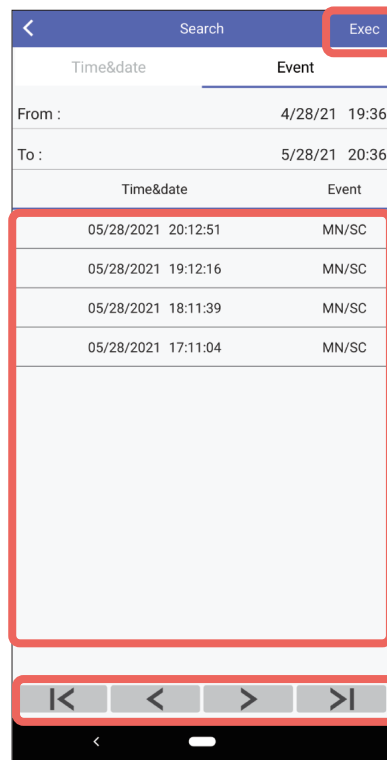 Search Exec
Time&date Event
From : 4/28/21 19:36
To : 5/28/21 20:36
Time&date Event
05/28/2021 20:12:51 MN/SC
05/28/2021 19:12:16 MN/SC
05/28/2021 18:11:39 MN/SC
05/28/2021 17:11:04 MN/SC